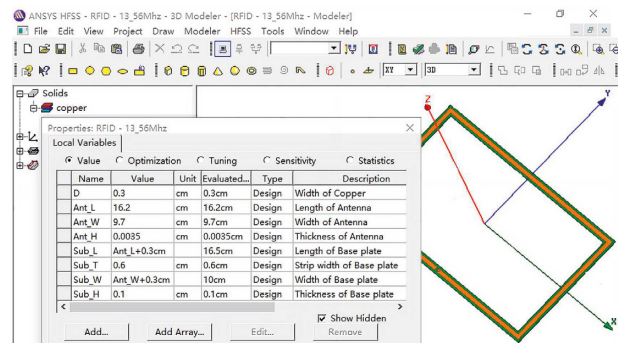 ANSYS HFSS - RFID - 13_56Mhz - 3D Modeler - [RFID - 13_56Mhz - Modeler]
File Edit View Project Draw Modeler HFSS Tools Window Help
XY 3D
Solids
copper
Z
Y
X
Properties: RFID - 13_56Mhz
Local Variables
Value Optimization Tuning Sensitivity Statistics
Name Value Unit Evaluated... Type Description
D 0.3 cm 0.3cm Design Width of Copper
Ant_L 16.2 cm 16.2cm Design Length of Antenna
Ant_W 9.7 cm 9.7cm Design Width of Antenna
Ant_H 0.0035 cm 0.0035cm Design Thickness of Antenna
Sub_L Ant_L+0.3cm 16.5cm Design Length of Base plate
Sub_T 0.6 cm 0.6cm Design Strip width of Base plate
Sub_W Ant_W+0.3cm 10cm Design Width of Base plate
Sub_H 0.1 cm 0.1cm Design Thickness of Base plate
Show Hidden
Add... Add Array... Edit... Remove